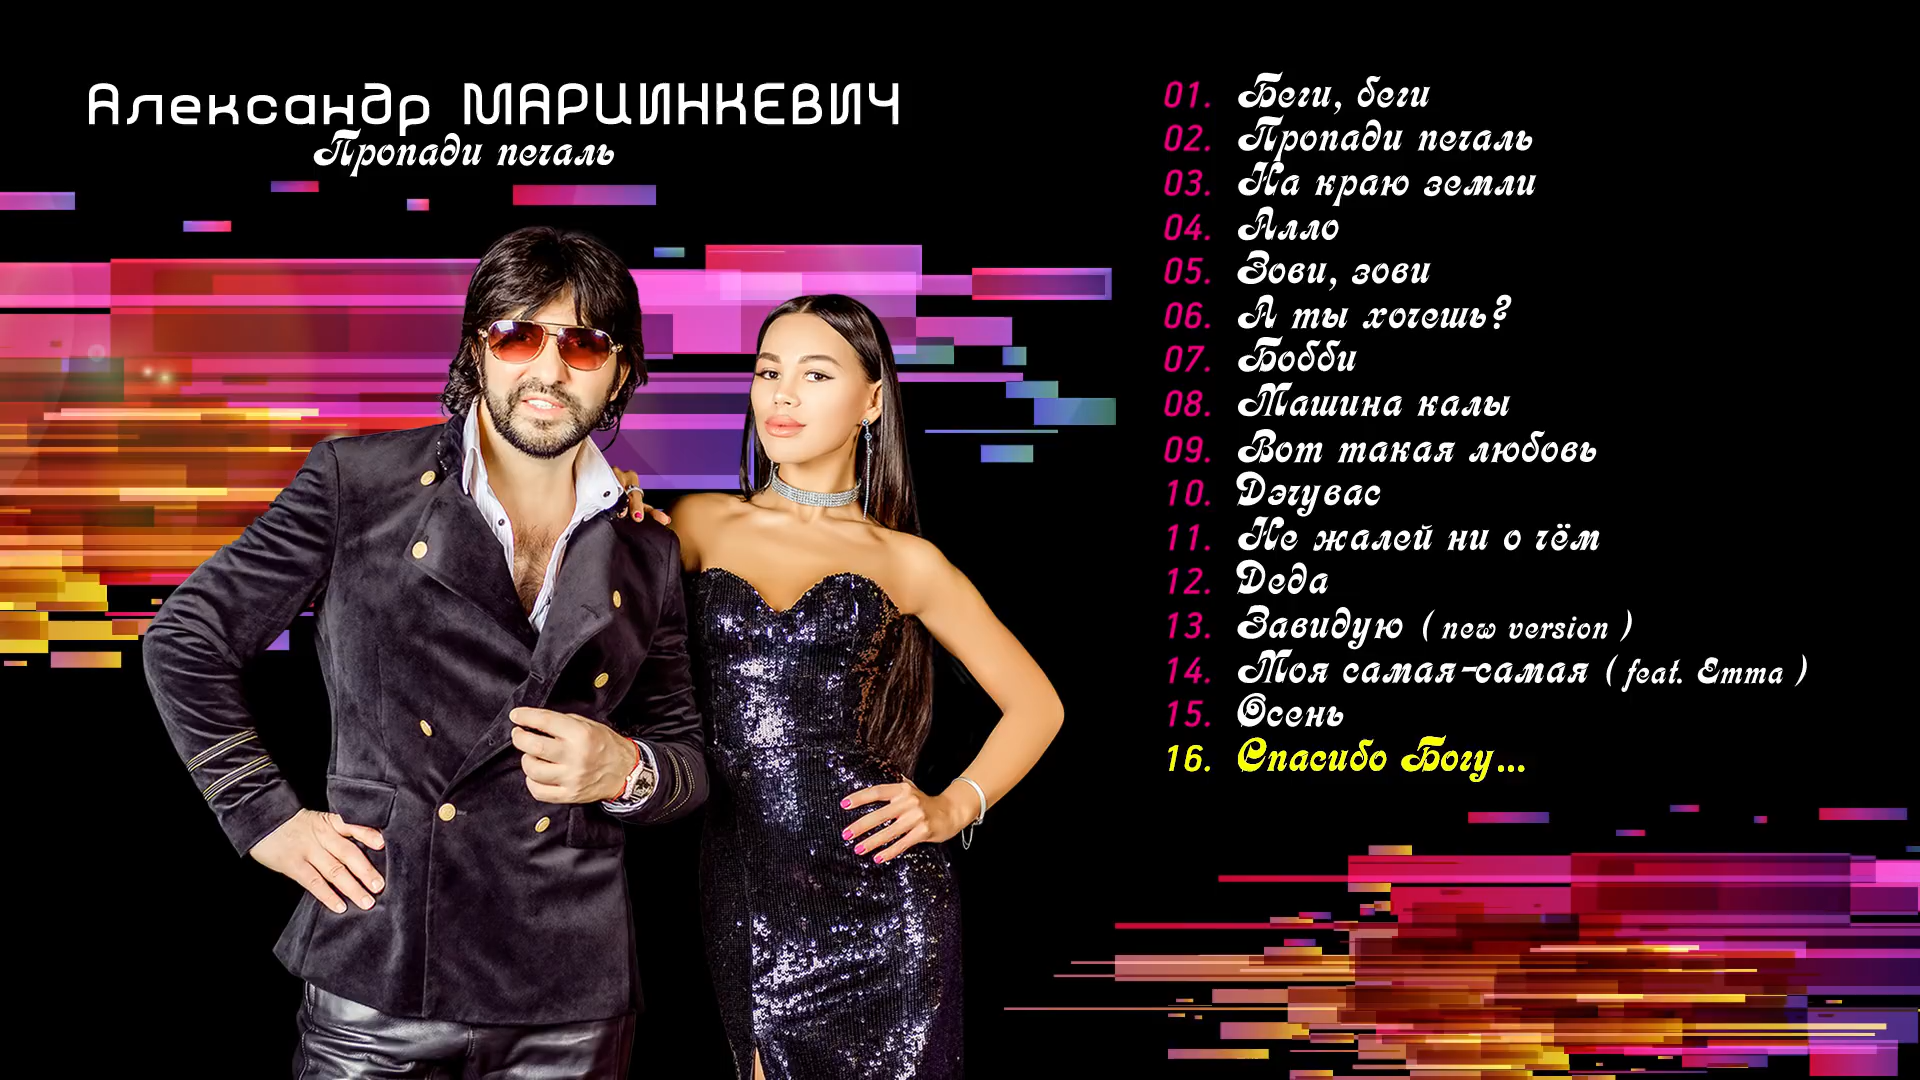 Александр МАРЦИНКЕВИЧ
Пропади печаль
01. Беги, беги
02. Пропади печаль
03. На краю земли
04. Алло
05. Зови, зови
06. А ты хочешь?
07. Бобби
08. Машина калы
09. Вот такая любовь
10. Дэчувас
11. Не жалей ни о чём
12. Деда
13. Завидую ( new version )
14. Моя самая-самая ( feat. Emma )
15. Осень
16. Спасибо Богу...